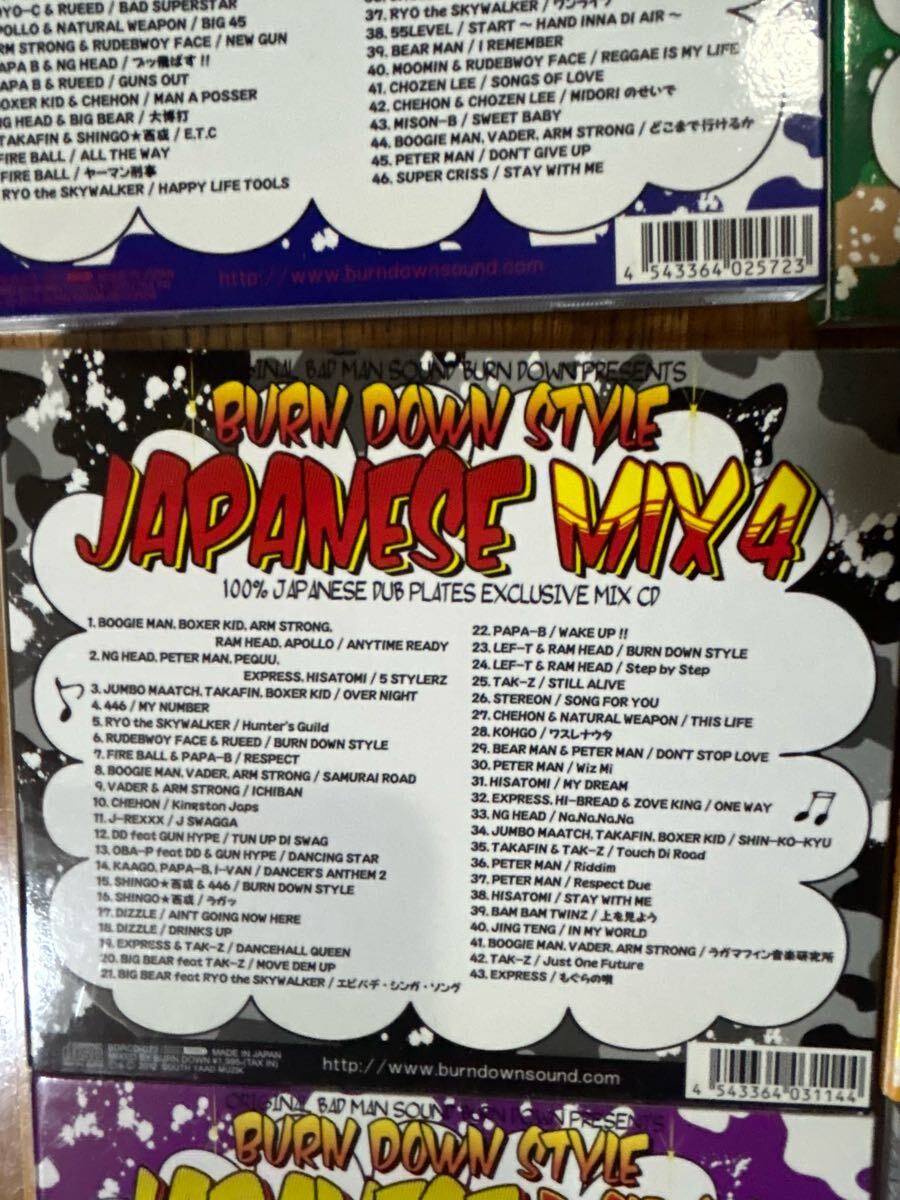 & RUEED / BAD SUPERSTAR
POLLO & NATURAL WEAPON / BIG 45
RM STRONG & RUDEBWOY FACE / NEW GUN
APA B & NG HEAD / ブッ飛ばす!!
APA B & RUEED / GUNS OUT
BOXER KID & CHEHON / MAN A POSSER
NG HEAD & BIG BEAR / 大博打
TAKAFIN & SHINGO★西成 / E.T.C
FIRE BALL / ALL THE WAY
FIRE BALL / ヤーマン刑事
RYO the SKYWALKER / HAPPY LIFE TOOLS
37. RYO the SKYWALKER / ワンライフ
38. 55LEVEL / START ～ HAND INNA DI AIR ～
39. BEAR MAN / I REMEMBER
40. MOOMIN & RUDEBWOY FACE / REGGAE IS MY LIFE
41. CHOZEN LEE / SONGS OF LOVE
42. CHEHON & CHOZEN LEE / MIDORI のせいで
43. MISON-B / SWEET BABY
44. BOOGIE MAN, VADER, ARM STRONG / どこまで行けるか
45. PETER MAN / DON'T GIVE UP
46. SUPER CRISS / STAY WITH ME
http://www.burndownsound.com
4 543364 025723
ORIGINAL BAD MAN SOUND BURN DOWN PRESENTS
BURN DOWN STYLE
JAPANESE MIX 4
100% JAPANESE DUB PLATES EXCLUSIVE MIX CD
1. BOOGIE MAN, BOXER KID, ARM STRONG,
RAM HEAD, APOLLO / ANYTIME READY
2. NG HEAD, PETER MAN, PEQUU,
EXPRESS, HISATOMI / 5 STYLERZ
3. JUMBO MAATCH, TAKAFIN, BOXER KID / OVER NIGHT
4. 446 / MY NUMBER
5. RYO the SKYWALKER / Hunter's Guild
6. RUDEBWOY FACE & RUEED / BURN DOWN STYLE
7. FIRE BALL & PAPA-B / RESPECT
8. BOOGIE MAN, VADER, ARM STRONG / SAMURAI ROAD
9. VADER & ARM STRONG / ICHIBAN
10. CHEHON / Kingston Japs
11. J-REXXX / J SWAGGA
12. DD feat GUN HYPE / TUN UP DI SWAG
13. OBA-P feat DD & GUN HYPE / DANCING STAR
14. KAAGO, PAPA-B, I-VAN / DANCER'S ANTHEM 2
15. SHINGO★西成 & 446 / BURN DOWN STYLE
16. SHINGO★西成 / ラガッ
17. DIZZLE / AIN'T GOING NOW HERE
18. DIZZLE / DRINKS UP
19. EXPRESS & TAK-Z / DANCEHALL QUEEN
20. BIG BEAR feat TAK-Z / MOVE DEM UP
21. BIG BEAR feat RYO the SKYWALKER / エビバデ・シンガ・ソング
22. PAPA-B / WAKE UP !!
23. LEF-T & RAM HEAD / BURN DOWN STYLE
24. LEF-T & RAM HEAD / Step by Step
25. TAK-Z / STILL ALIVE
26. STEREON / SONG FOR YOU
27. CHEHON & NATURAL WEAPON / THIS LIFE
28. KOHGO / ワスレナウタ
29. BEAR MAN & PETER MAN / DON'T STOP LOVE
30. PETER MAN / Wiz Mi
31. HISATOMI / MY DREAM
32. EXPRESS, HI-BREAD & ZOVE KING / ONE WAY
33. NG HEAD / Na.Na.Na.Na
34. JUMBO MAATCH, TAKAFIN, BOXER KID / SHIN-KO-KYU
35. TAKAFIN & TAK-Z / Touch Di Road
36. PETER MAN / Riddim
37. PETER MAN / Respect Due
38. HISATOMI / STAY WITH ME
39. BAM BAM TWINZ / 上を見よう
40. JING TENG / IN MY WORLD
41. BOOGIE MAN, VADER, ARM STRONG / ラガマフィン音楽研究所
42. TAK-Z / Just One Future
43. EXPRESS / もぐらの唄
MADE IN JAPAN
MIXED BY BURN DOWN ¥1,995-(TAX IN)
2012 SOUTH YAAD MUZIK
http://www.burndownsound.com
4 543364 031144
ORIGINAL BAD MAN SOUND BURN DOWN PRESENTS
BURN DOWN STYLE
JAPANESE